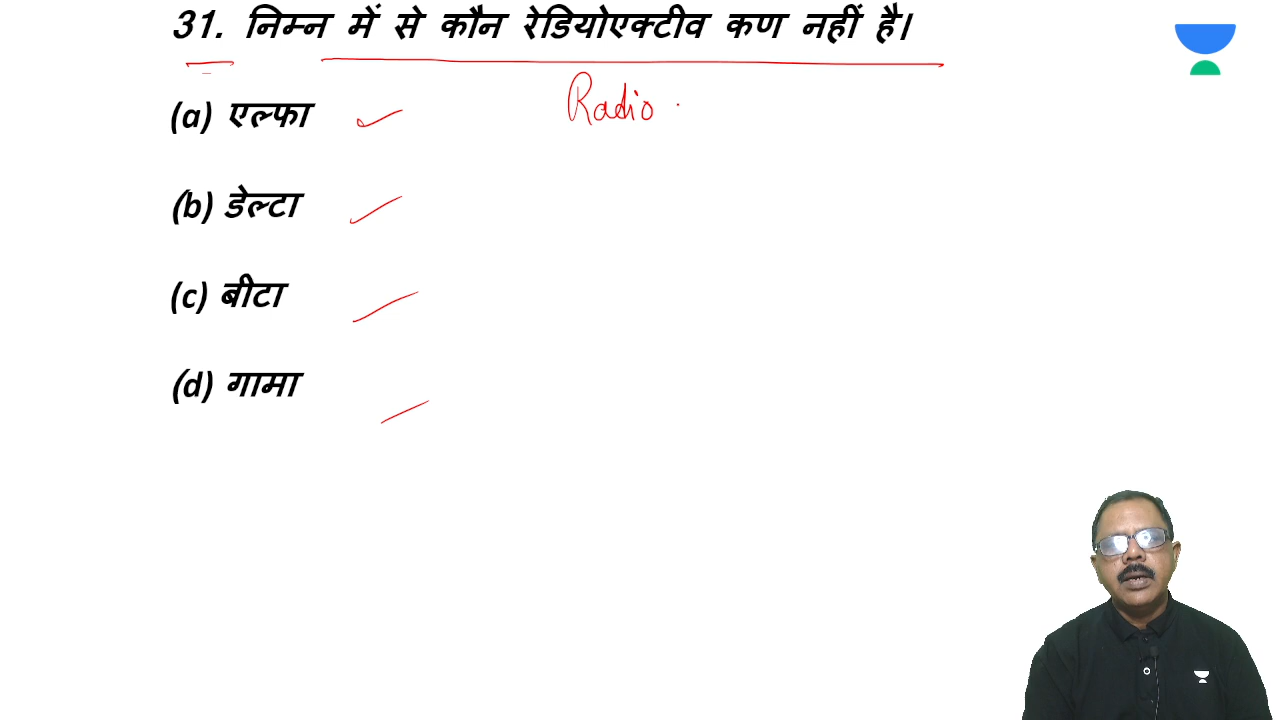 31. निम्न में से कौन रेडियोएक्टीव कण नहीं है।
Radio
(a) एल्फा
(b) डेल्टा
(c) बीटा
(d) गामा